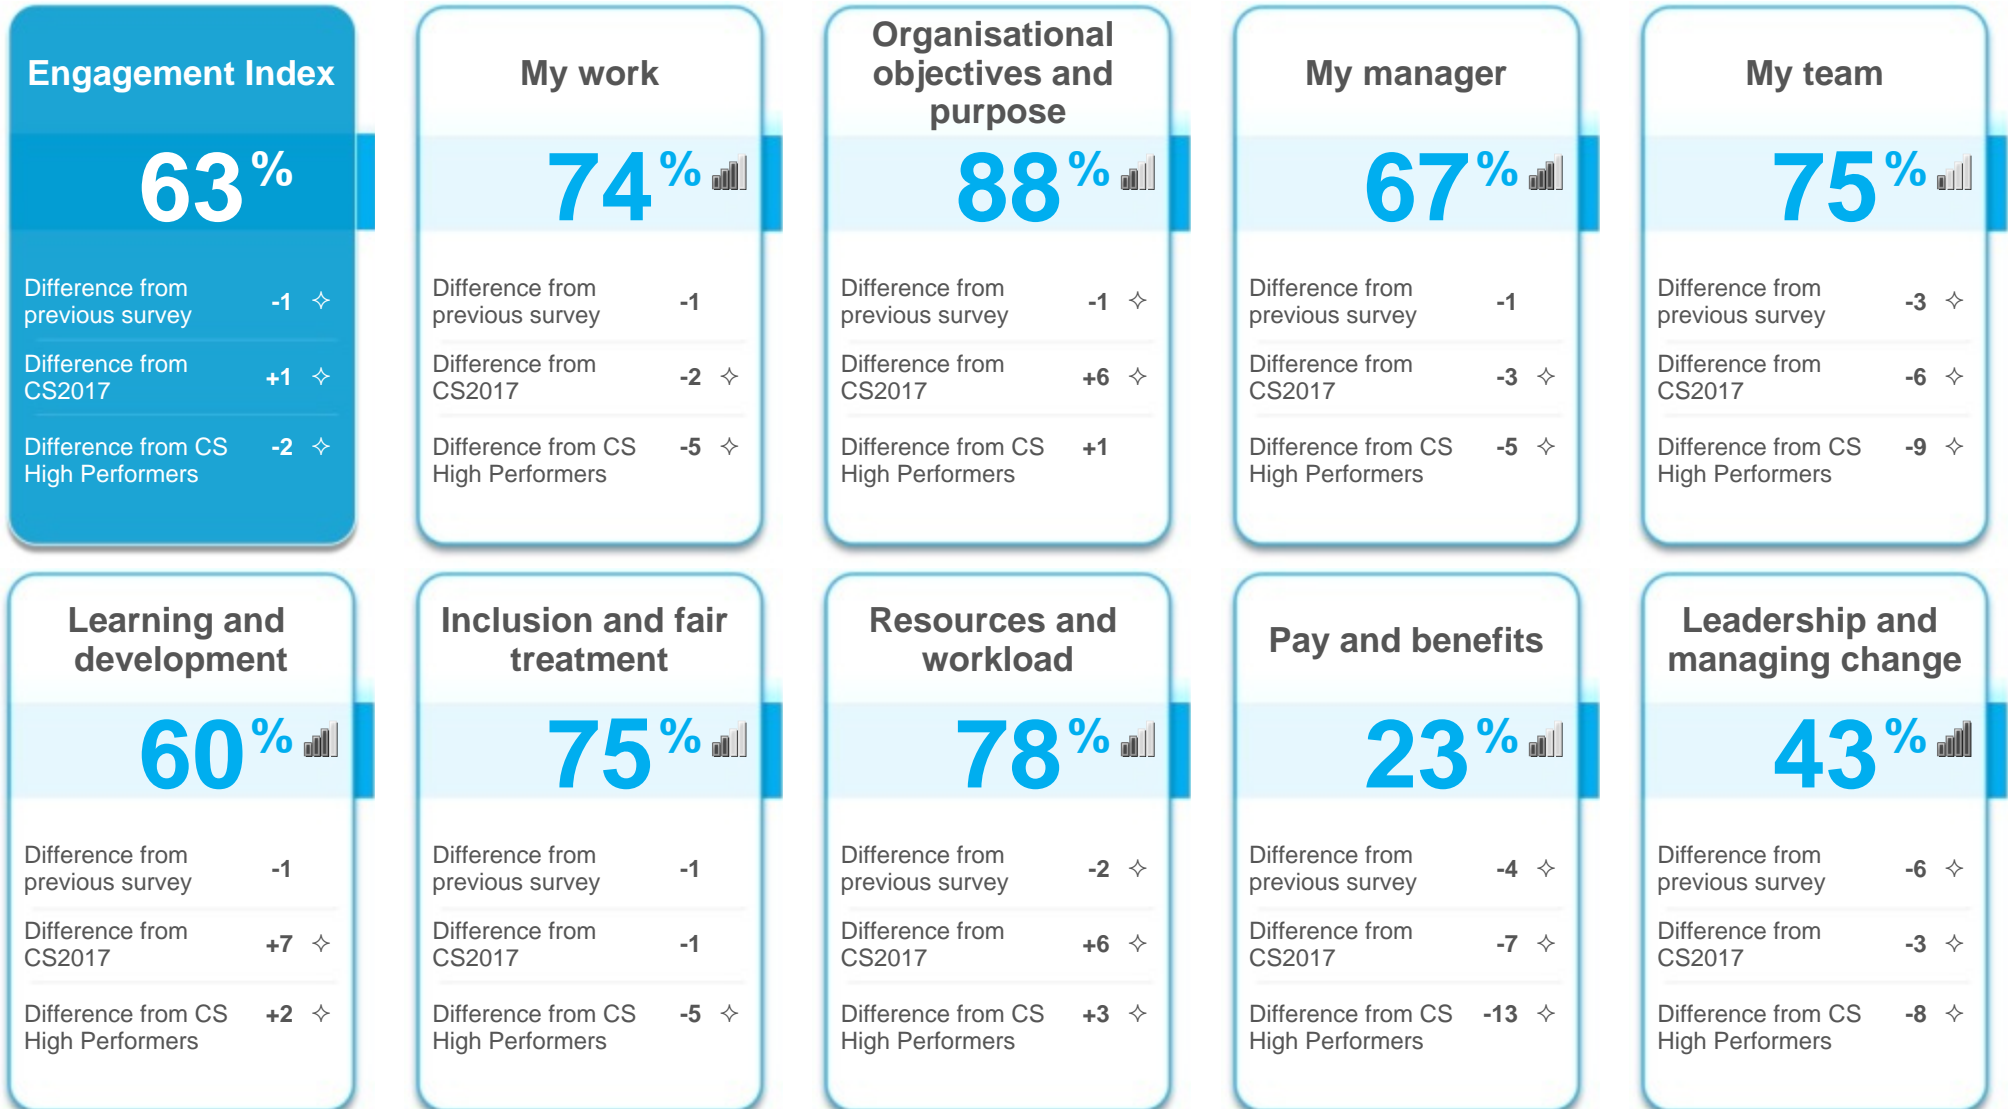 Engagement Index
63%
Difference from
previous survey -1 ✧
Difference from
CS2017 +1 ✧
Difference from CS
High Performers -2 ✧
My work
74%
Difference from
previous survey -1
Difference from
CS2017 -2 ✧
Difference from CS
High Performers -5 ✧
Organisational
objectives and
purpose
88%
Difference from
previous survey -1 ✧
Difference from
CS2017 +6 ✧
Difference from CS
High Performers +1
My manager
67%
Difference from
previous survey -1
Difference from
CS2017 -3 ✧
Difference from CS
High Performers -5 ✧
My team
75%
Difference from
previous survey -3 ✧
Difference from
CS2017 -6 ✧
Difference from CS
High Performers -9 ✧
Learning and
development
60%
Difference from
previous survey -1
Difference from
CS2017 +7 ✧
Difference from CS
High Performers +2 ✧
Inclusion and fair
treatment
75%
Difference from
previous survey -1
Difference from
CS2017 -1
Difference from CS
High Performers -5 ✧
Resources and
workload
78%
Difference from
previous survey -2 ✧
Difference from
CS2017 +6 ✧
Difference from CS
High Performers +3 ✧
Pay and benefits
23%
Difference from
previous survey -4 ✧
Difference from
CS2017 -7 ✧
Difference from CS
High Performers -13 ✧
Leadership and
managing change
43%
Difference from
previous survey -6 ✧
Difference from
CS2017 -3 ✧
Difference from CS
High Performers -8 ✧